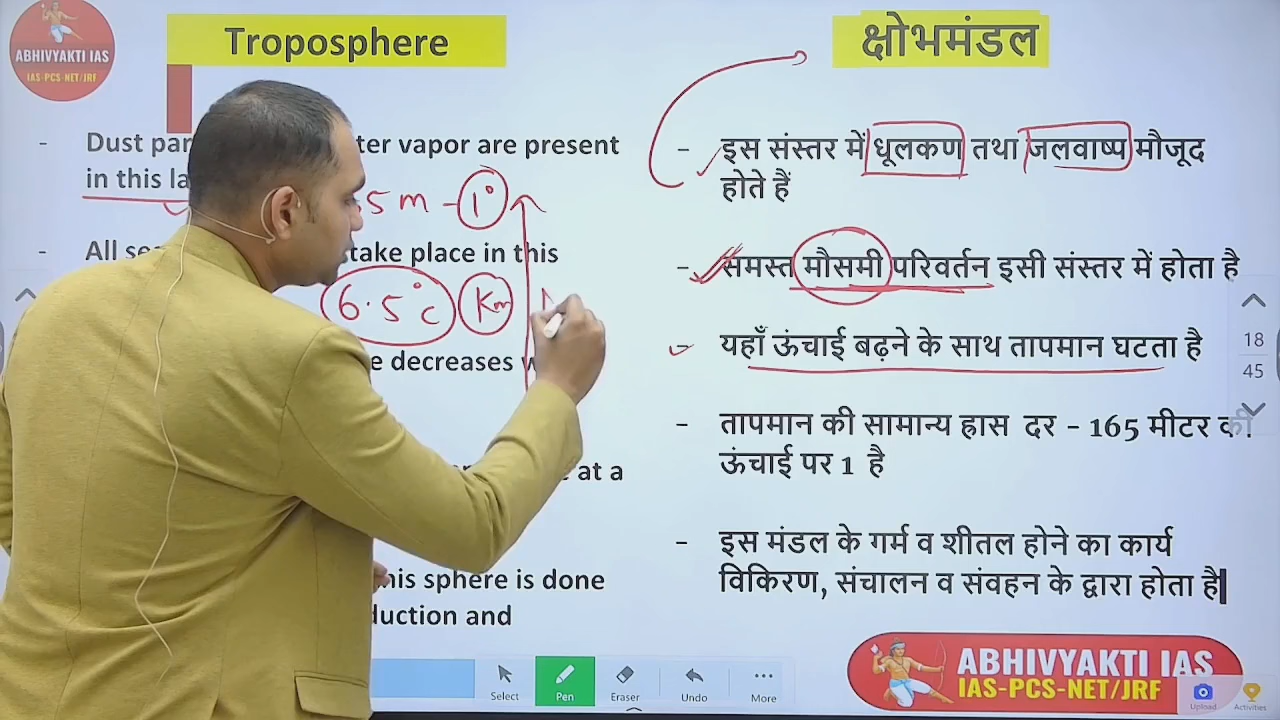 ABHIVYAKTI IAS
IAS-PCS-NET/JRF
Troposphere
- Dust ter vapor are present
in this
5 m - 1°
- All take place in this
6.5°c Km
e decreases
at a
his sphere is done
duction and
क्षोभमंडल
- इस संस्तर में धूलकण तथा जलवाष्प मौजूद
होते हैं
- समस्त मौसमी परिवर्तन इसी संस्तर में होता है
- यहाँ ऊंचाई बढ़ने के साथ तापमान घटता है
- तापमान की सामान्य ह्रास दर - 165 मीटर की
ऊंचाई पर 1 है
- इस मंडल के गर्म व शीतल होने का कार्य
विकिरण, संचालन व संवहन के द्वारा होता है
18
45
Select Pen Eraser Undo More
ABHIVYAKTI IAS
IAS-PCS-NET/JRF
Upload Activities